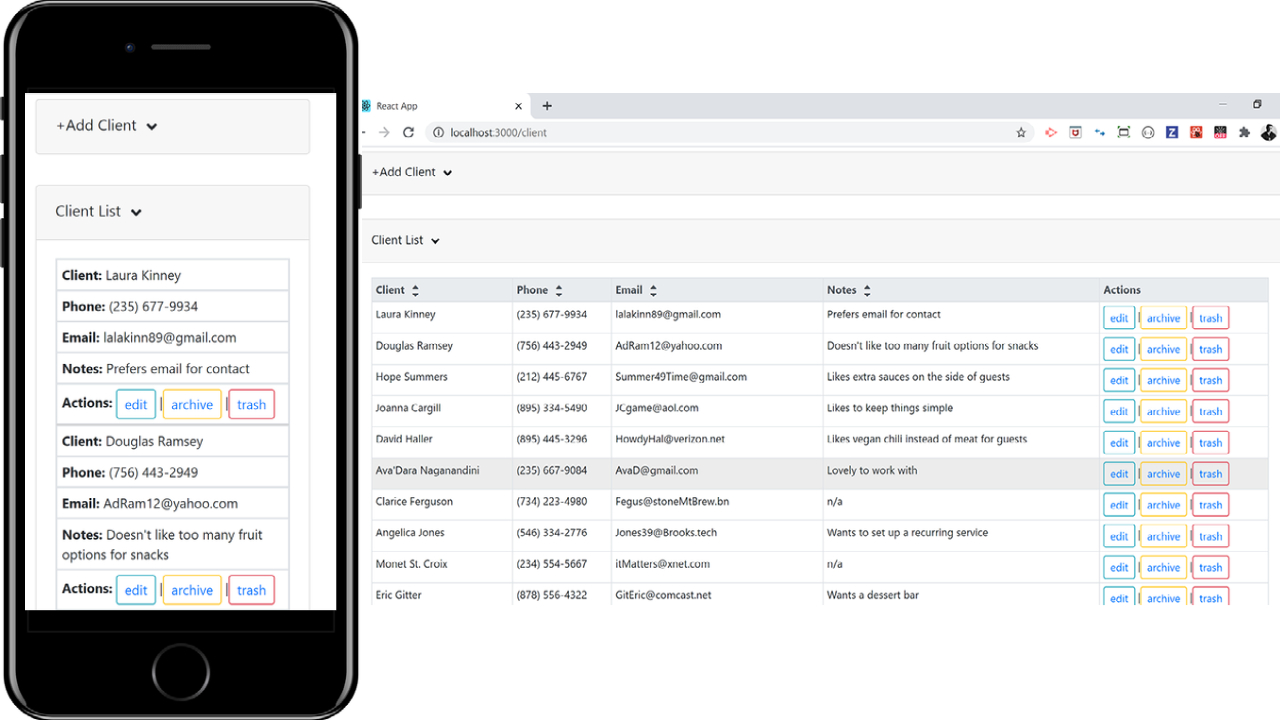 +Add Client
Client List
Client: Laura Kinney
Phone: (235) 677-9934
Email: lalakinn89@gmail.com
Notes: Prefers email for contact
Actions: edit | archive | trash
Client: Douglas Ramsey
Phone: (756) 443-2949
Email: AdRam12@yahoo.com
Notes: Doesn't like too many fruit
options for snacks
Actions: edit | archive | trash
React App
localhost:3000/client
+Add Client
Client List
Client Phone Email Notes Actions
Laura Kinney (235) 677-9934 lalakinn89@gmail.com Prefers email for contact edit | archive | trash
Douglas Ramsey (756) 443-2949 AdRam12@yahoo.com Doesn't like too many fruit options for snacks edit | archive | trash
Hope Summers (212) 445-6767 Summer49Time@gmail.com Likes extra sauces on the side of guests edit | archive | trash
Joanna Cargill (895) 334-5490 JCgame@aol.com Likes to keep things simple edit | archive | trash
David Haller (895) 445-3296 HowdyHal@verizon.net Likes vegan chili instead of meat for guests edit | archive | trash
Ava'Dara Naganandini (235) 667-9084 AvaD@gmail.com Lovely to work with edit | archive | trash
Clarice Ferguson (734) 223-4980 Fegus@stoneMtBrew.bn n/a edit | archive | trash
Angelica Jones (546) 334-2776 Jones39@Brooks.tech Wants to set up a recurring service edit | archive | trash
Monet St. Croix (234) 554-5667 itMatters@xnet.com n/a edit | archive | trash
Eric Gitter (878) 556-4322 GitEric@comcast.net Wants a dessert bar edit | archive | trash